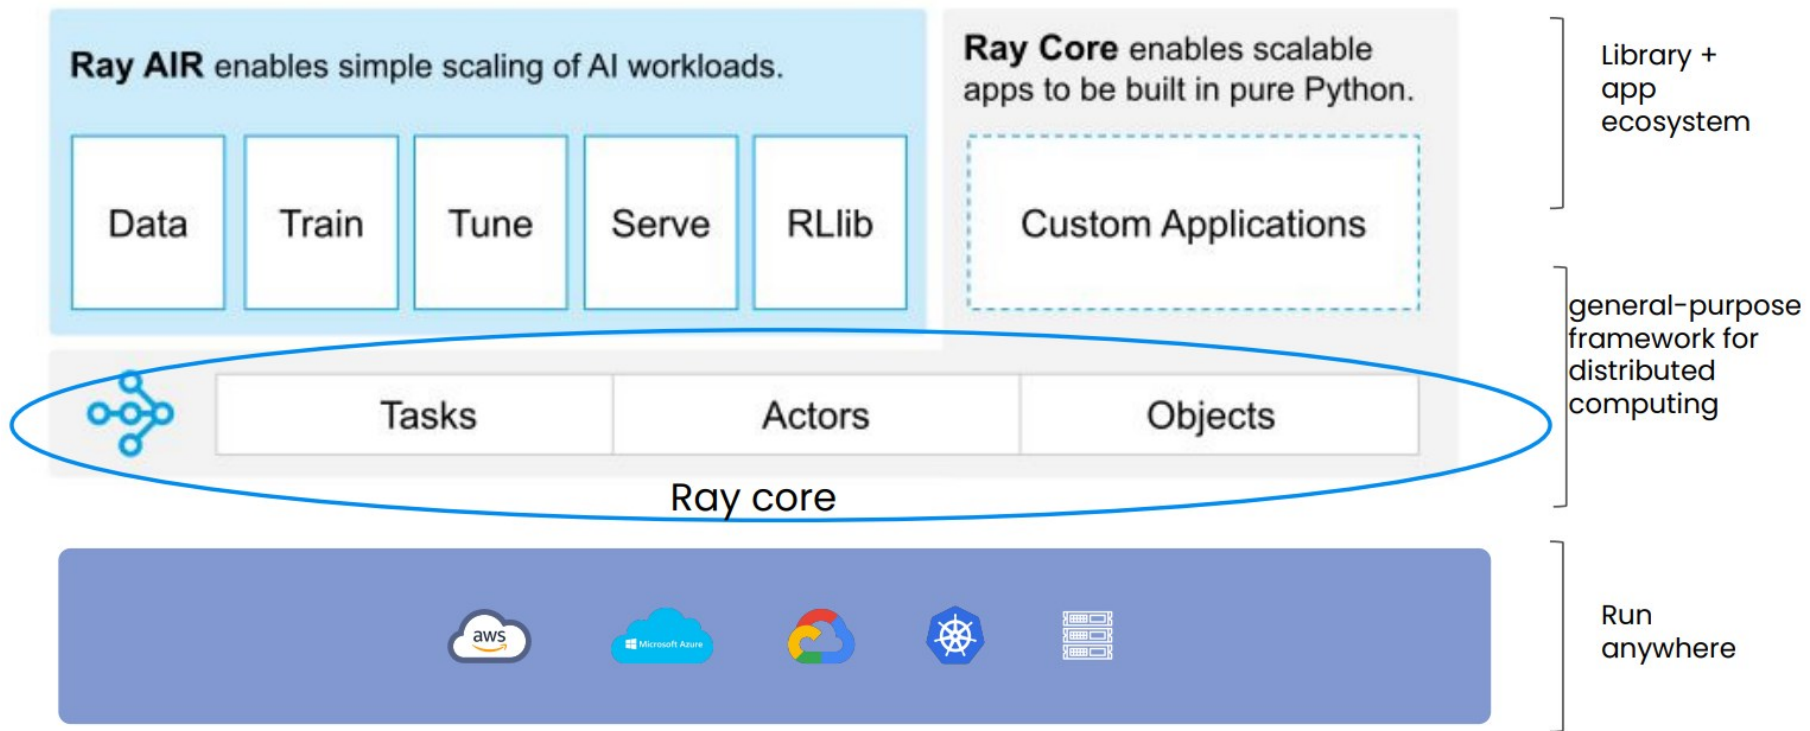 Ray AIR enables simple scaling of AI workloads.
Data
Train
Tune
Serve
RLlib
Ray Core enables scalable
apps to be built in pure Python.
Custom Applications
Library +
app
ecosystem
Tasks
Actors
Objects
Ray core
general-purpose
framework for
distributed
computing
aws
Microsoft Azure
Run
anywhere